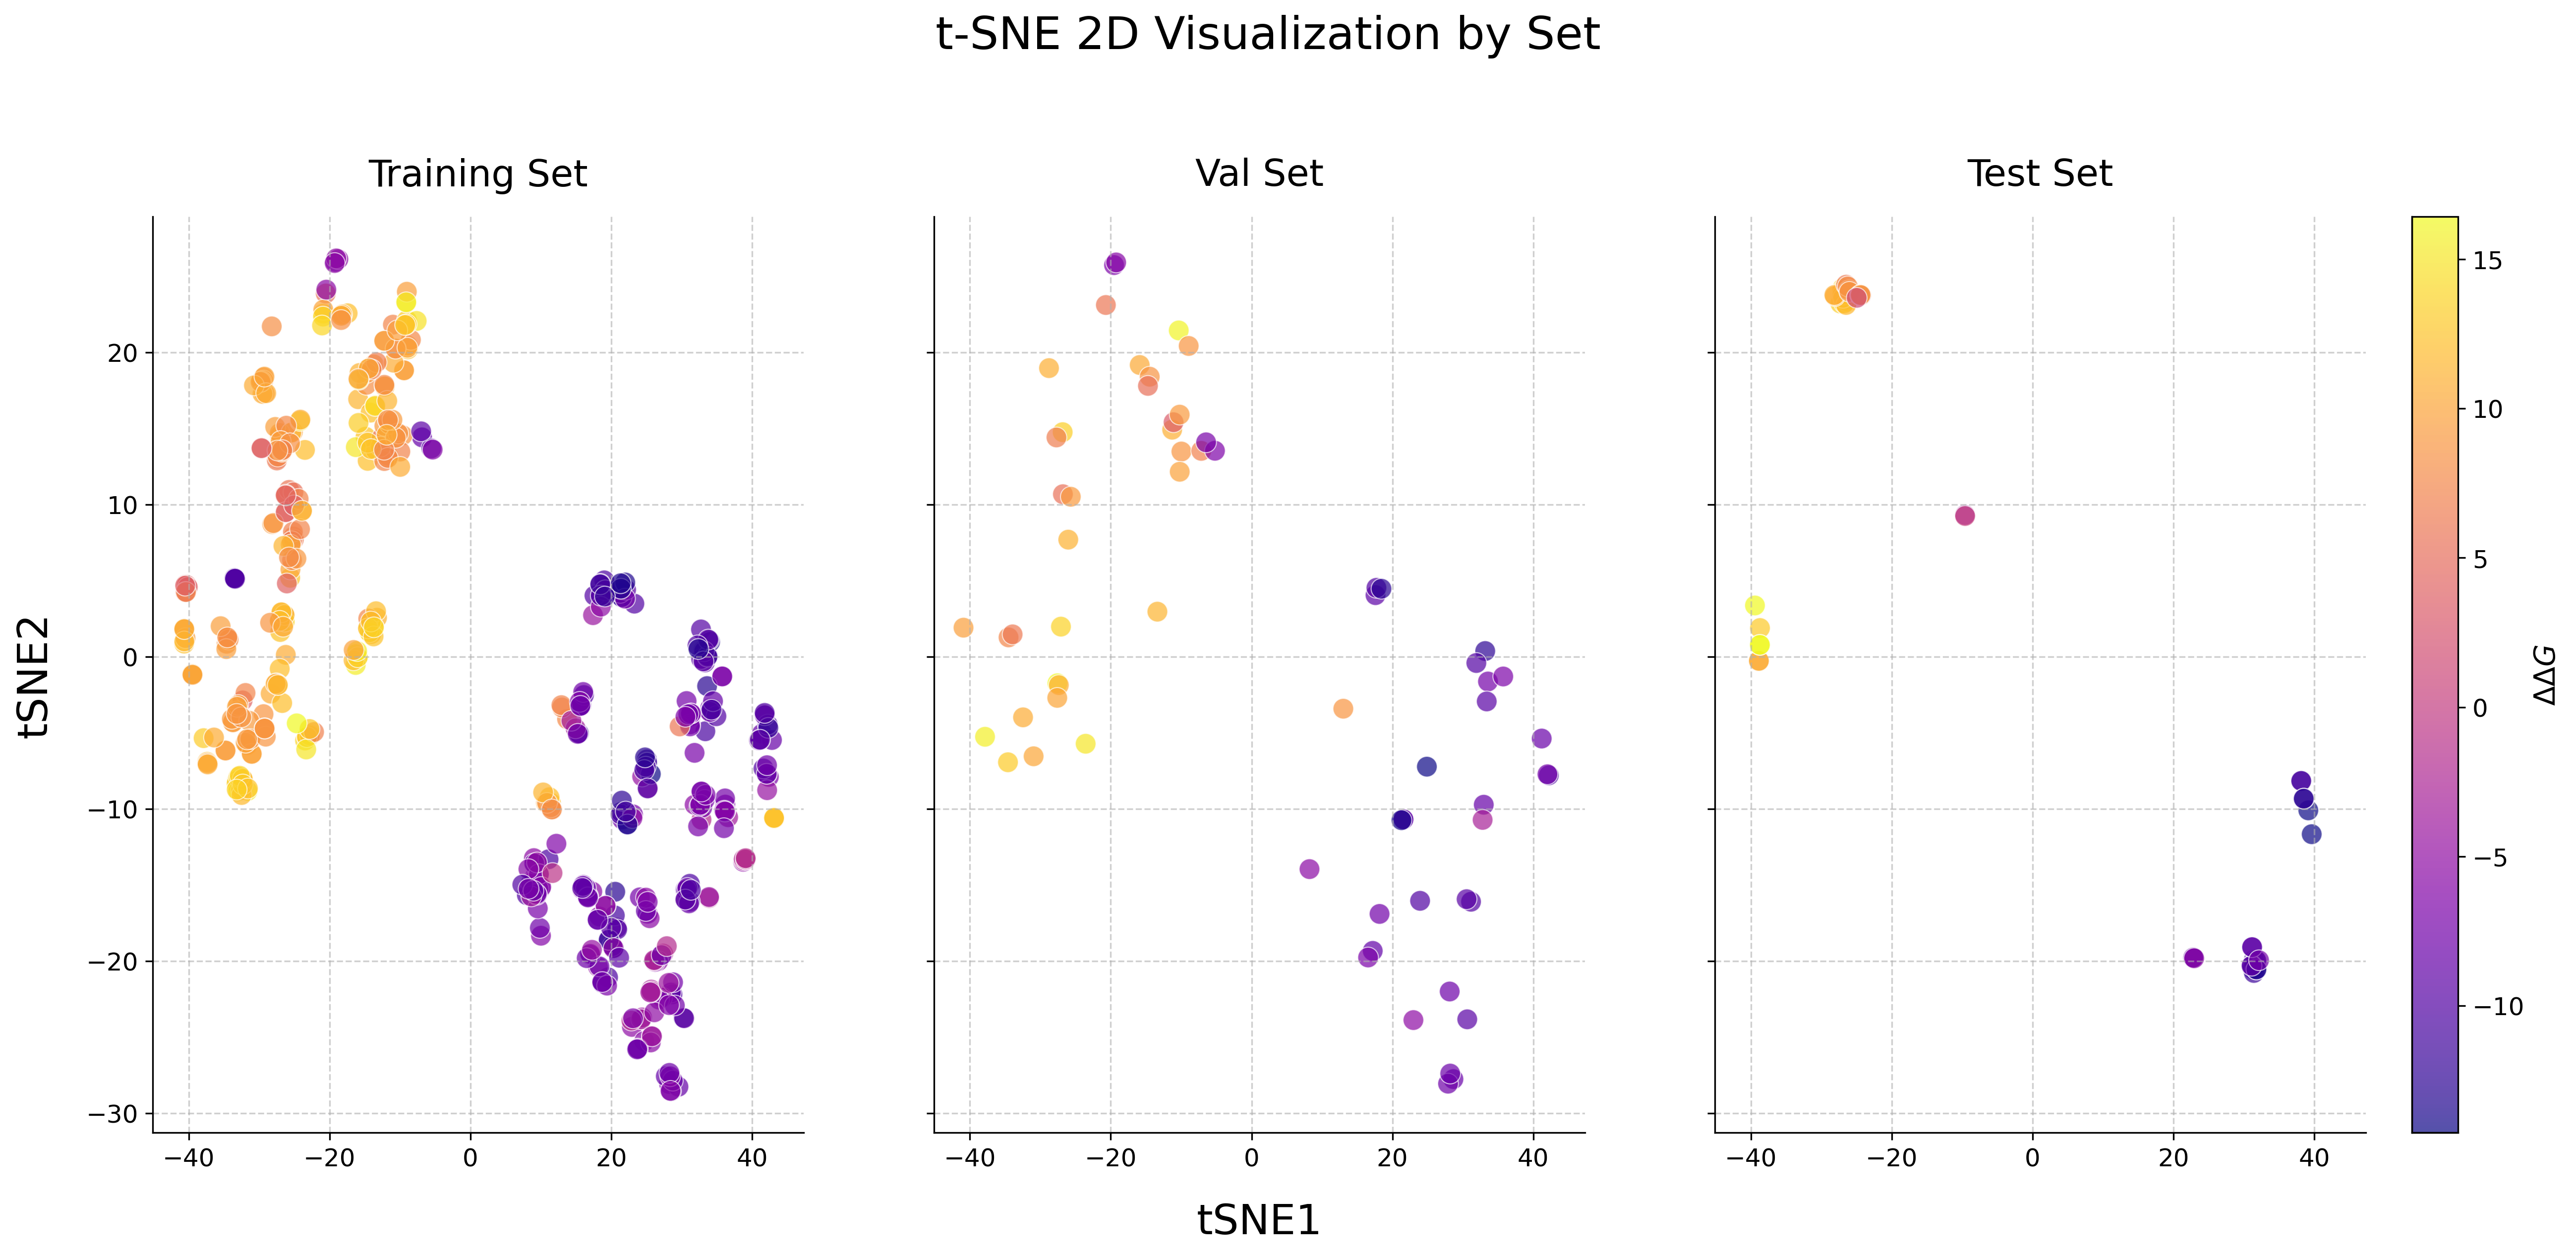 t-SNE 2D Visualization by Set
Training Set
Val Set
Test Set
tSNE2
20
10
0
−10
−20
−30
−40 −20 0 20 40
−40 −20 0 20 40
−40 −20 0 20 40
tSNE1
15
10
5
0
−5
−10
ΔΔG